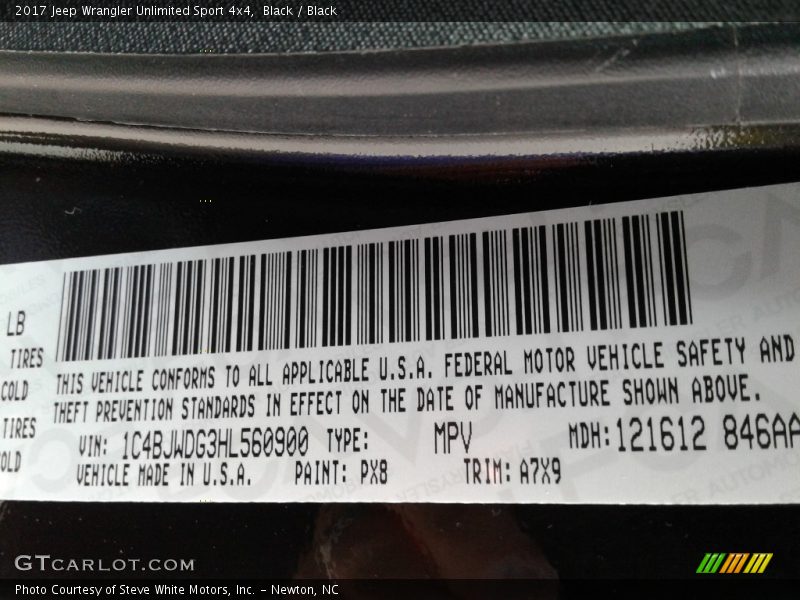 2017 Jeep Wrangler Unlimited Sport 4x4, Black / Black
LB
TIRES
COLD
TIRES
OLD
THIS VEHICLE CONFORMS TO ALL APPLICABLE U.S.A. FEDERAL MOTOR VEHICLE SAFETY AND
THEFT PREVENTION STANDARDS IN EFFECT ON THE DATE OF MANUFACTURE SHOWN ABOVE.
VIN: 1C4BJWDG3HL560900 TYPE: MPV MDH: 121612 846AA
VEHICLE MADE IN U.S.A. PAINT: PX8 TRIM: A7X9
GTCARLOT.COM
Photo Courtesy of Steve White Motors, Inc. – Newton, NC